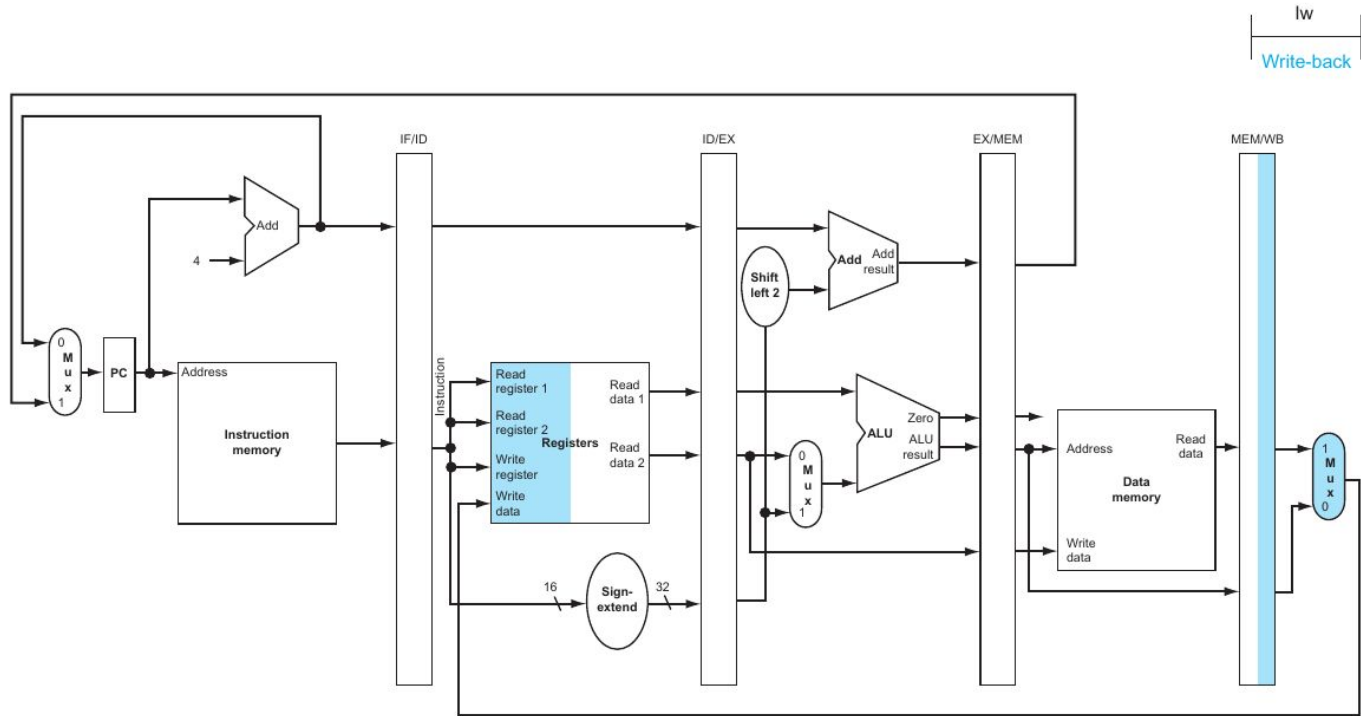 lw
Write-back
IF/ID
ID/EX
EX/MEM
MEM/WB
Add
4
Add
Add
result
Shift
left 2
0
M
u
x
1
PC
Address
Instruction
memory
Instruction
Read
register 1
Read
register 2
Write
register
Write
data
Registers
Read
data 1
Read
data 2
16
Sign-
extend
32
0
M
u
x
1
ALU
Zero
ALU
result
Address
Read
data
Data
memory
Write
data
1
M
u
x
0